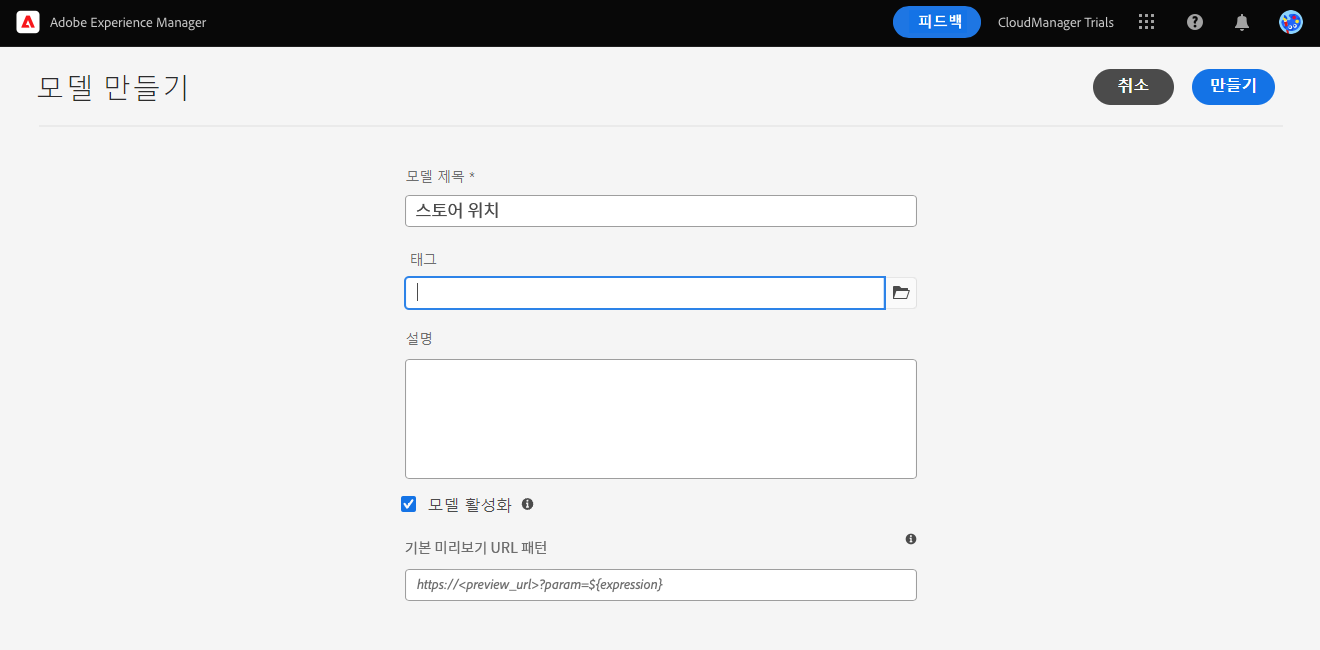 Adobe Experience Manager
피드백
CloudManager Trials
모델 만들기
취소
만들기
모델 제목 *
스토어 위치
태그
설명
모델 활성화
기본 미리보기 URL 패턴
https://<preview_url>?param=${expression}